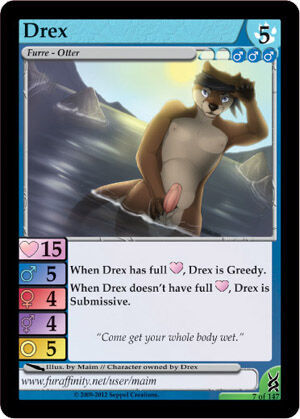 Drex
5
Furre - Otter
15
5
4
4
5
When Drex has full , Drex is Greedy.
When Drex doesn't have full , Drex is
Submissive.
"Come get your whole body wet."
Illus. by Maim // Character owned by Drex
www.furaffinity.net/user/maim
© 2009-2012 Seppel Creations.
7 of 147